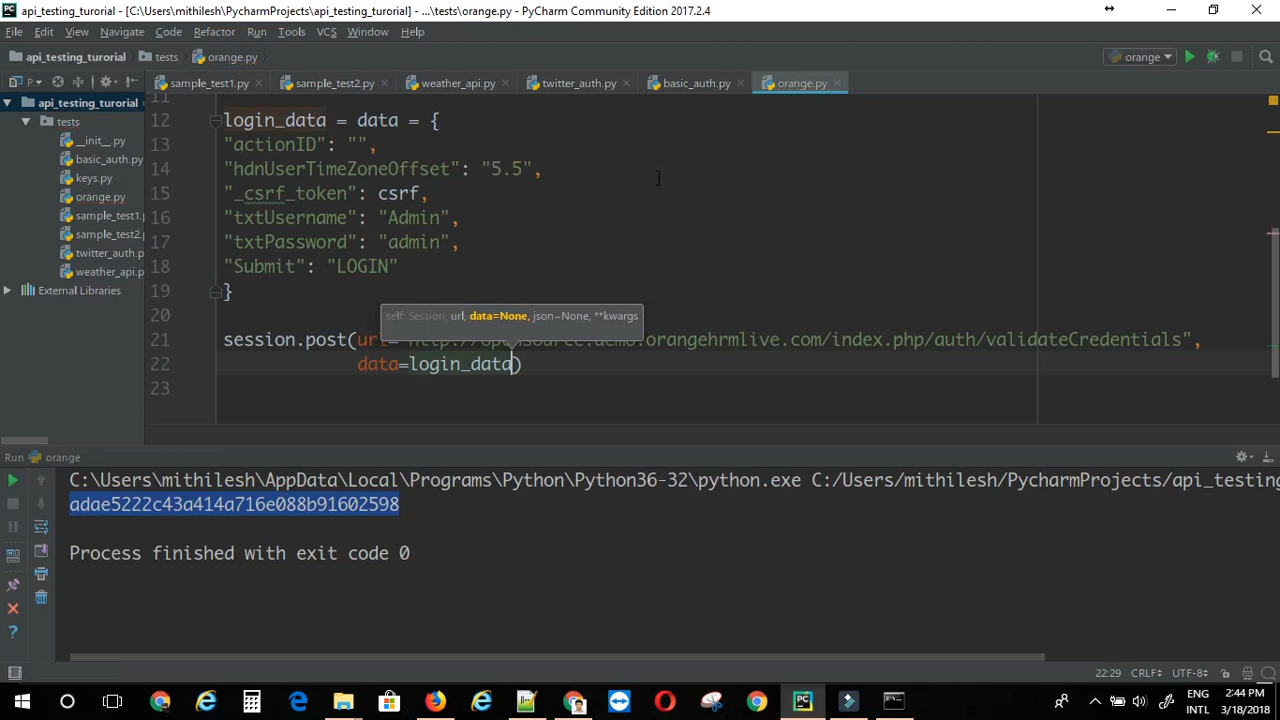 api_testing_turorial - [C:\Users\mithilesh\PycharmProjects\api_testing_turorial] - ...\tests\orange.py - PyCharm Community Edition 2017.2.4
File Edit View Navigate Code Refactor Run Tools VCS Window Help
api_testing_turorial tests orange.py orange
P.. sample_test1.py sample_test2.py weather_api.py twitter_auth.py basic_auth.py orange.py
api_testing_turorial
tests
__init__.py
basic_auth.py
keys.py
orange.py
sample_test1.
sample_test2.
twitter_auth.p
weather_api.p
External Libraries
11
12 login_data = data = {
13 "actionID": "",
14 "hdnUserTimeZoneOffset": "5.5",
15 "_csrf_token": csrf,
16 "txtUsername": "Admin",
17 "txtPassword": "admin",
18 "Submit": "LOGIN"
19 }
20
self: Session, url, data=None, json=None, **kwargs
21 session.post(url="http://opensource.demo.orangehrmlive.com/index.php/auth/validateCredentials",
22 data=login_data)
23
Run orange
C:\Users\mithilesh\AppData\Local\Programs\Python\Python36-32\python.exe C:/Users/mithilesh/PycharmProjects/api_testing
adae5222c43a414a716e088b91602598
Process finished with exit code 0
22:29 CRLF UTF-8
ENG 2:44 PM
INTL 3/18/2018